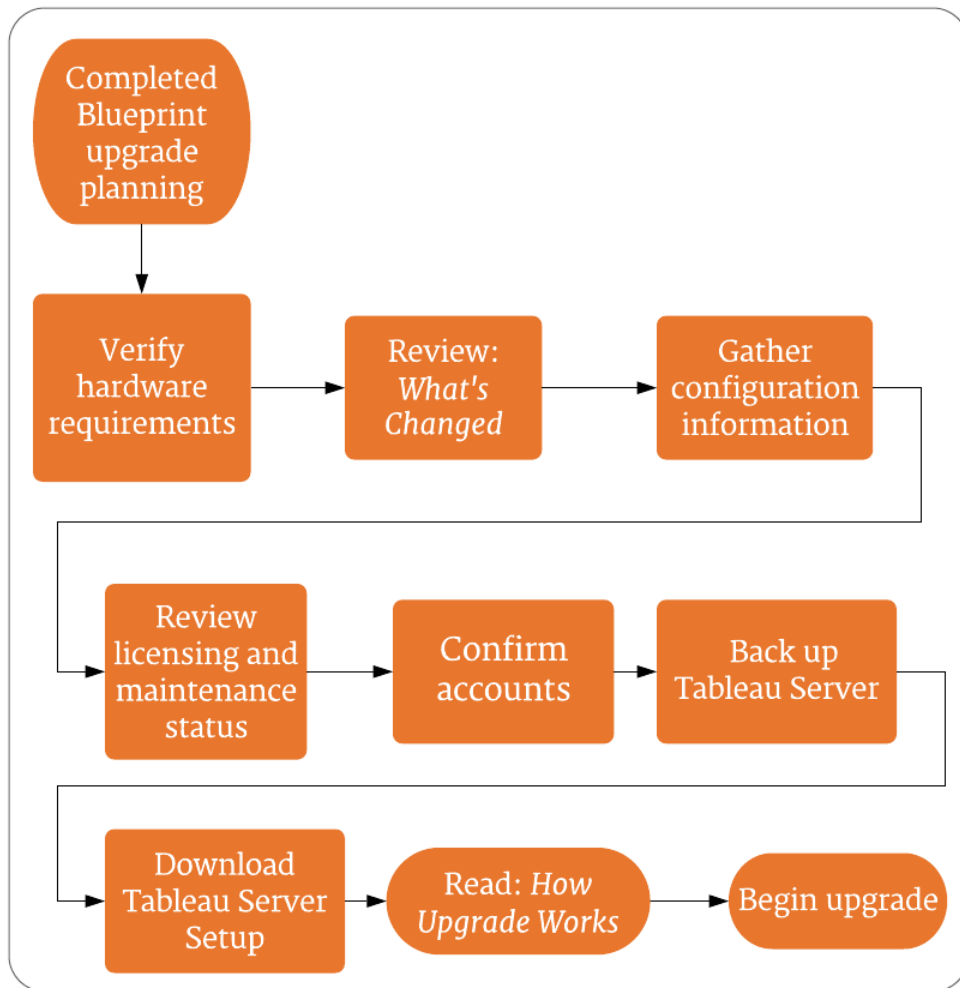 Completed
Blueprint
upgrade
planning
Verify
hardware
requirements
Review:
What's
Changed
Gather
configuration
information
Review
licensing and
maintenance
status
Confirm
accounts
Back up
Tableau Server
Download
Tableau Server
Setup
Read: How
Upgrade Works
Begin upgrade